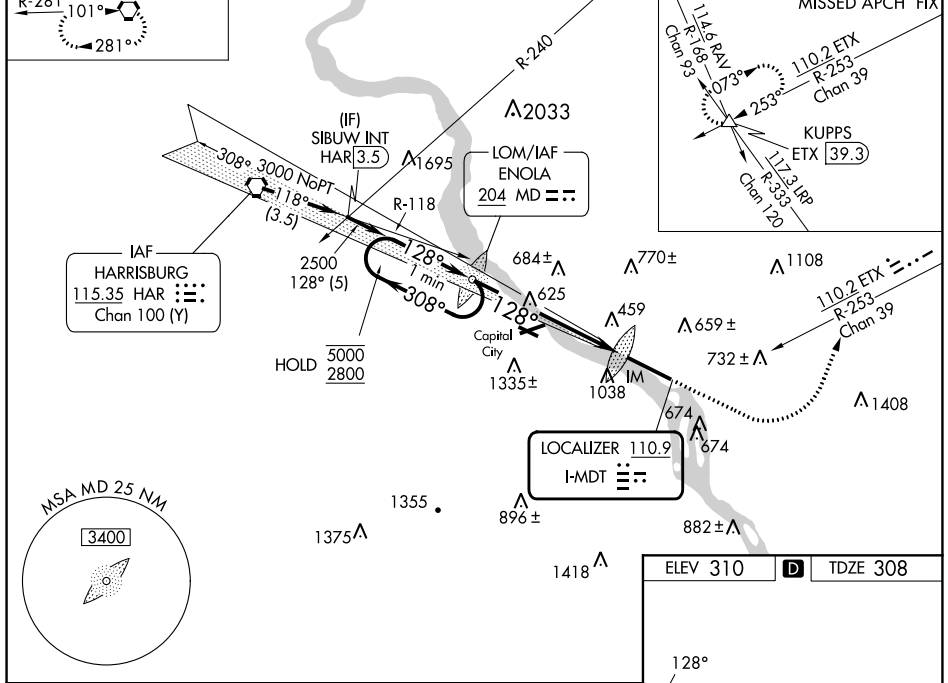 R-281
101°
281°
MISSED APCH FIX
114.6 RAV
R-168
Chan 93
110.2 ETX
R-253
Chan 39
073°
253°
KUPPS
ETX 39.3
117.3 LRP
R-333
Chan 120
R-240
2033
(IF)
SIBUW INT
HAR 3.5
1695
LOM/IAF
ENOLA
204 MD
308° 3000 NoPT
118°
(3.5)
R-118
IAF
HARRISBURG
115.35 HAR
Chan 100 (Y)
2500
128° (5)
128°
1 min
308°
128°
684±
770±
1108
625
459
659±
110.2 ETX
R-253
Chan 39
Capital
City
732±
HOLD 5000
2800
1335±
1038
IM
1408
674
674
LOCALIZER 110.9
I-MDT
MSA MD 25 NM
3400
1355
896±
1375
882±
1418
ELEV 310
D
TDZE 308
128°